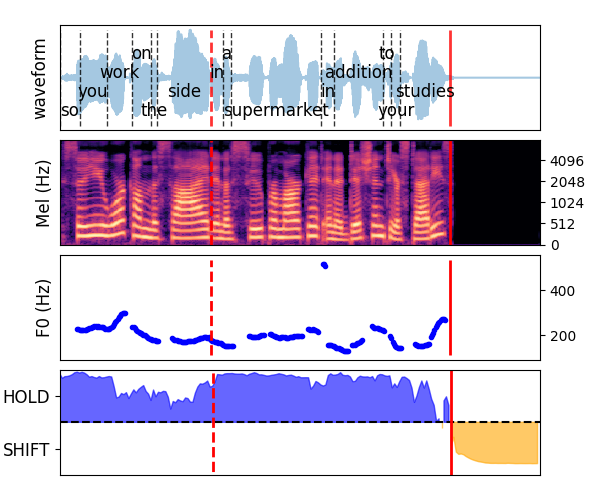 waveform
on
a
to
work
in
addition
you
side
in
studies
so
the
supermarket
your
Mel (Hz)
4096
2048
1024
512
0
F0 (Hz)
400
200
HOLD
SHIFT